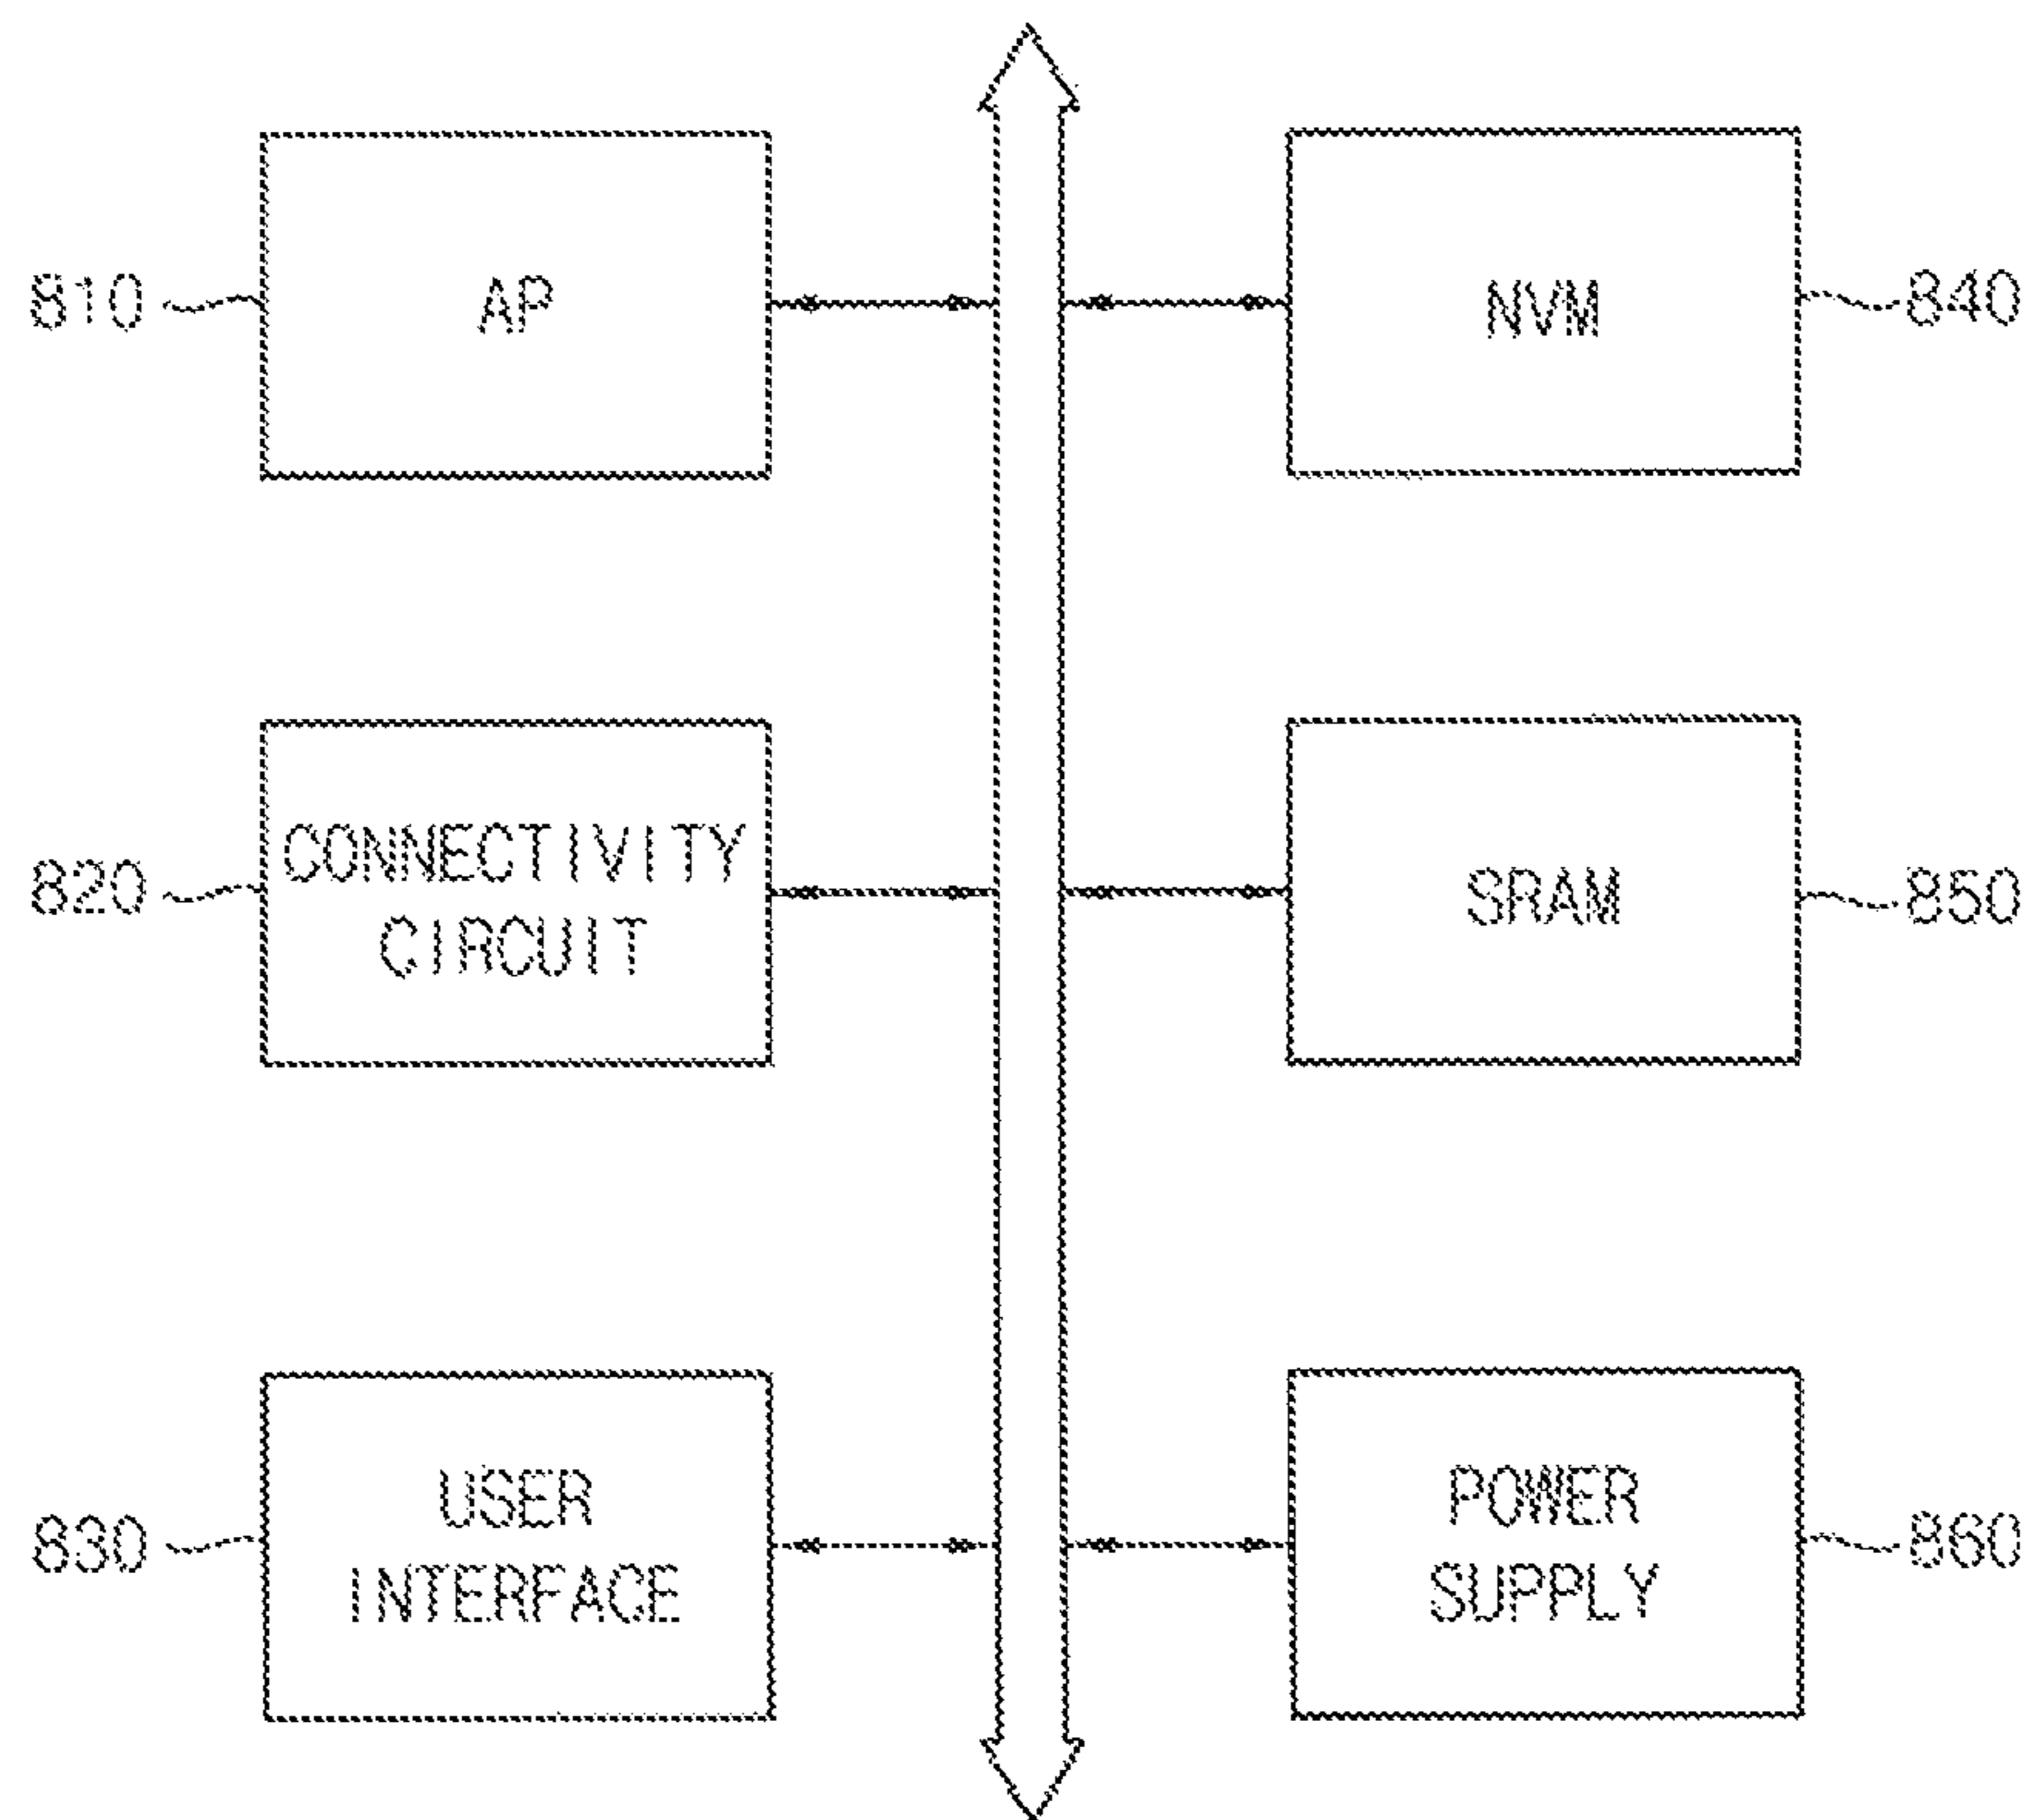 810
AP
NVM
840
820
CONNECTIVITY
CIRCUIT
SRAM
850
830
USER
INTERFACE
POWER
SUPPLY
860